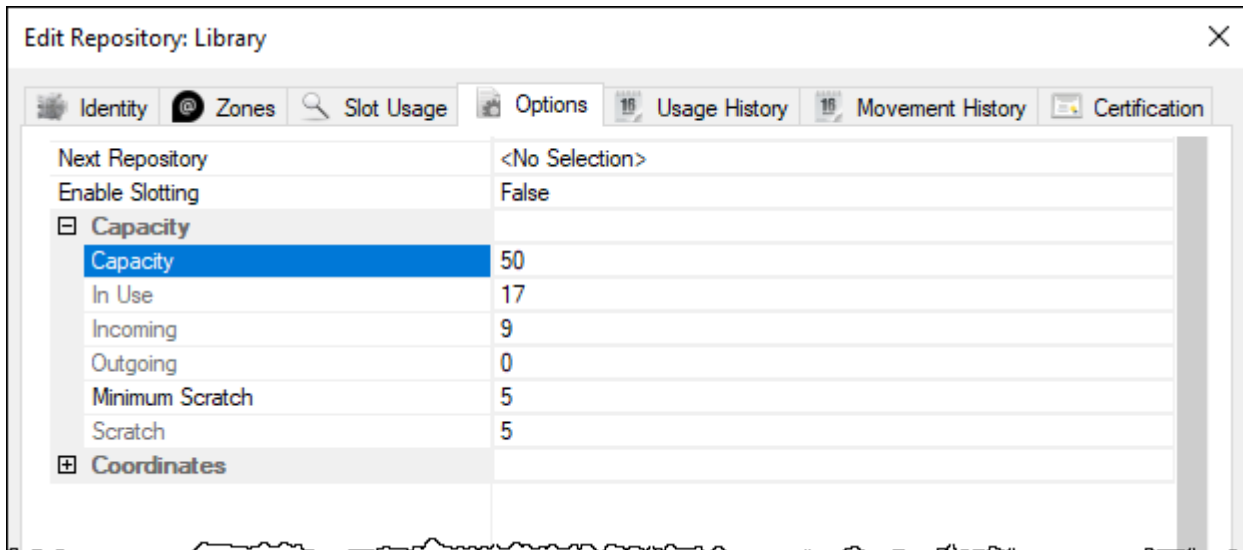 Edit Repository: Library
Identity Zones Slot Usage Options Usage History Movement History Certification
Next Repository <No Selection>
Enable Slotting False
Capacity
Capacity 50
In Use 17
Incoming 9
Outgoing 0
Minimum Scratch 5
Scratch 5
Coordinates